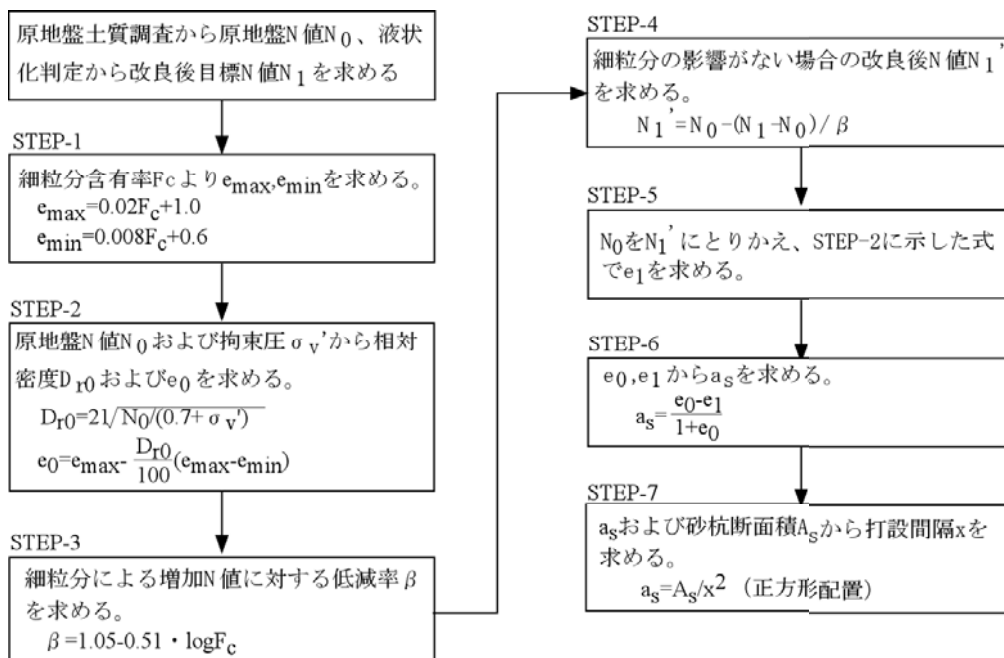 原地盤土質調査から原地盤N値N0、液状
化判定から改良後目標N値N1を求める
STEP-1
細粒分含有率Fcよりemax,eminを求める。
emax=0.02Fc+1.0
emin=0.008Fc+0.6
STEP-2
原地盤N値N0および拘束圧σv'から相対
密度Dr0およびe0を求める。
Dr0=21√N0/(0.7+σv')
e0=emax-Dr0/100(emax-emin)
STEP-3
細粒分による増加N値に対する低減率β
を求める。
β=1.05-0.51・logFc
STEP-4
細粒分の影響がない場合の改良後N値N1'
を求める。
N1'=N0-(N1-N0)/β
STEP-5
N0をN1'にとりかえ、STEP-2に示した式
でe1を求める。
STEP-6
e0,e1からasを求める。
as=e0-e1/1+e0
STEP-7
asおよび砂杭断面積Asから打設間隔xを
求める。
as=As/x2 (正方形配置)